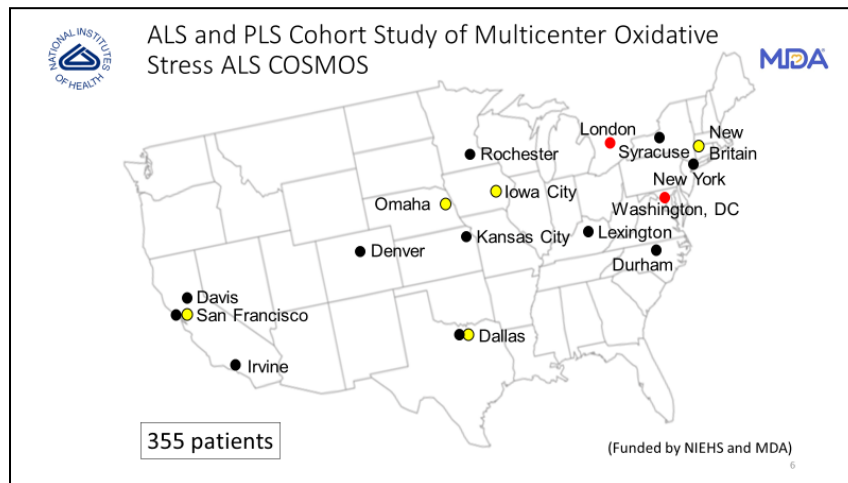 NATIONAL INSTITUTES
OF HEALTH
ALS and PLS Cohort Study of Multicenter Oxidative
Stress ALS COSMOS
MDA®
London
New
Syracuse
Britain
Rochester
New York
Iowa City
Omaha
Washington, DC
Kansas City
Lexington
Denver
Durham
Davis
San Francisco
Dallas
Irvine
355 patients
(Funded by NIEHS and MDA)
6